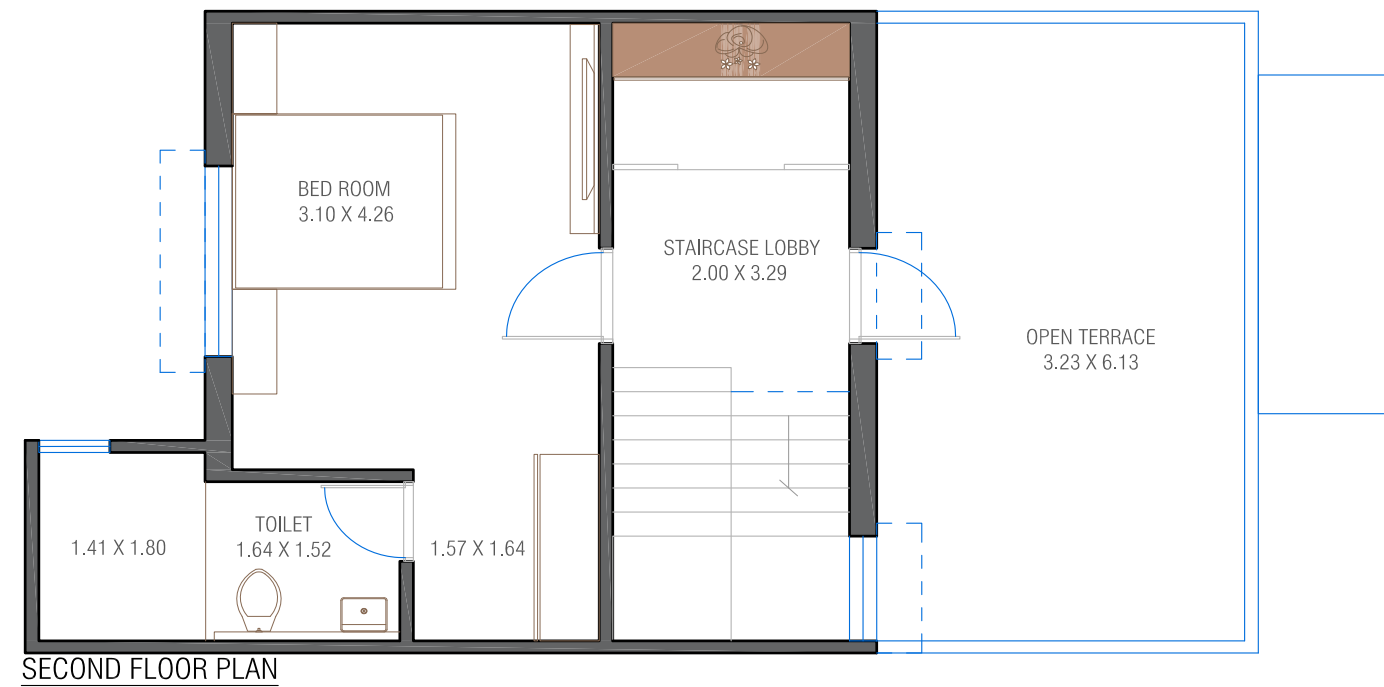 BED ROOM
3.10 X 4.26
STAIRCASE LOBBY
2.00 X 3.29
OPEN TERRACE
3.23 X 6.13
TOILET
1.64 X 1.52
1.41 X 1.80
1.57 X 1.64
SECOND FLOOR PLAN